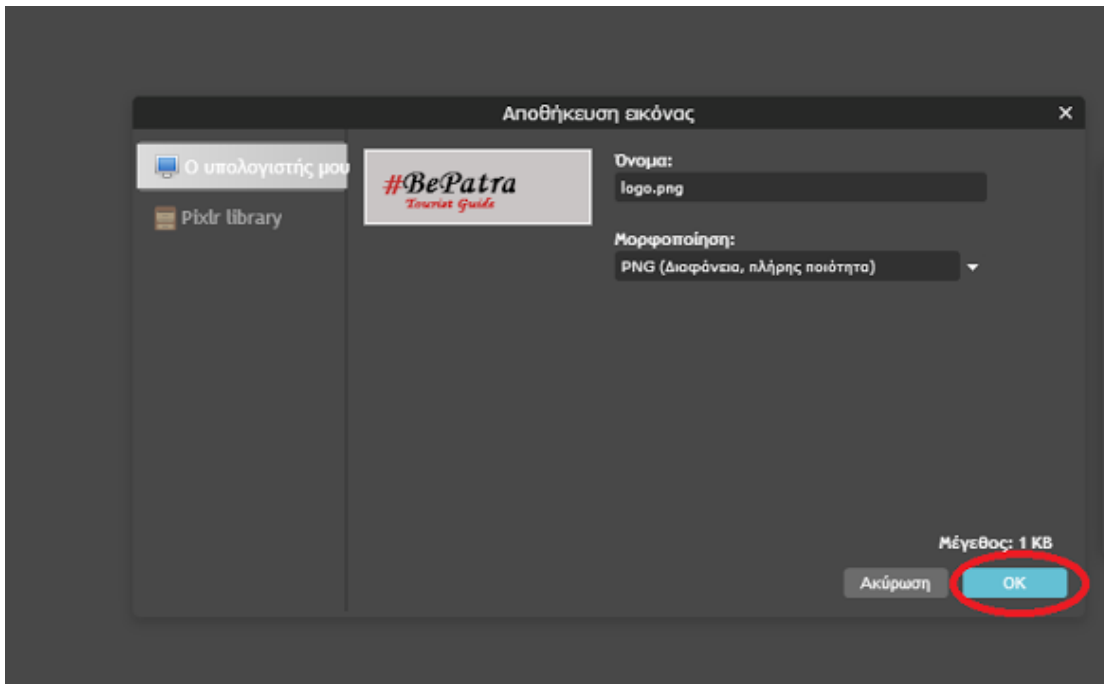 Αποθήκευση εικόνας
Ο υπολογιστής μου
Pixlr library
#BePatra
Tourist Guide
Όνομα:
logo.png
Μορφοποίηση:
PNG (Διαφάνεια, πλήρης ποιότητα)
Μέγεθος: 1 KB
Ακύρωση
OK